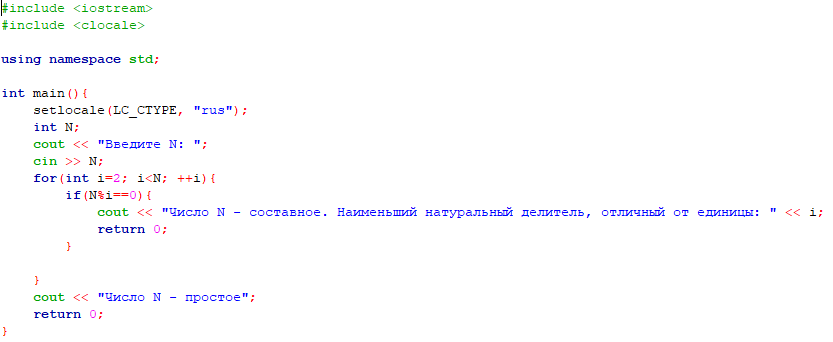 #include <iostream>
#include <clocale>
using namespace std;
int main(){
setlocale(LC_CTYPE, "rus");
int N;
cout << "Введите N: ";
cin >> N;
for(int i=2; i<N; ++i){
if(N%i==0){
cout << "Число N - составное. Наименьший натуральный делитель, отличный от единицы: " << i;
return 0;
}
}
cout << "Число N - простое";
return 0;
}